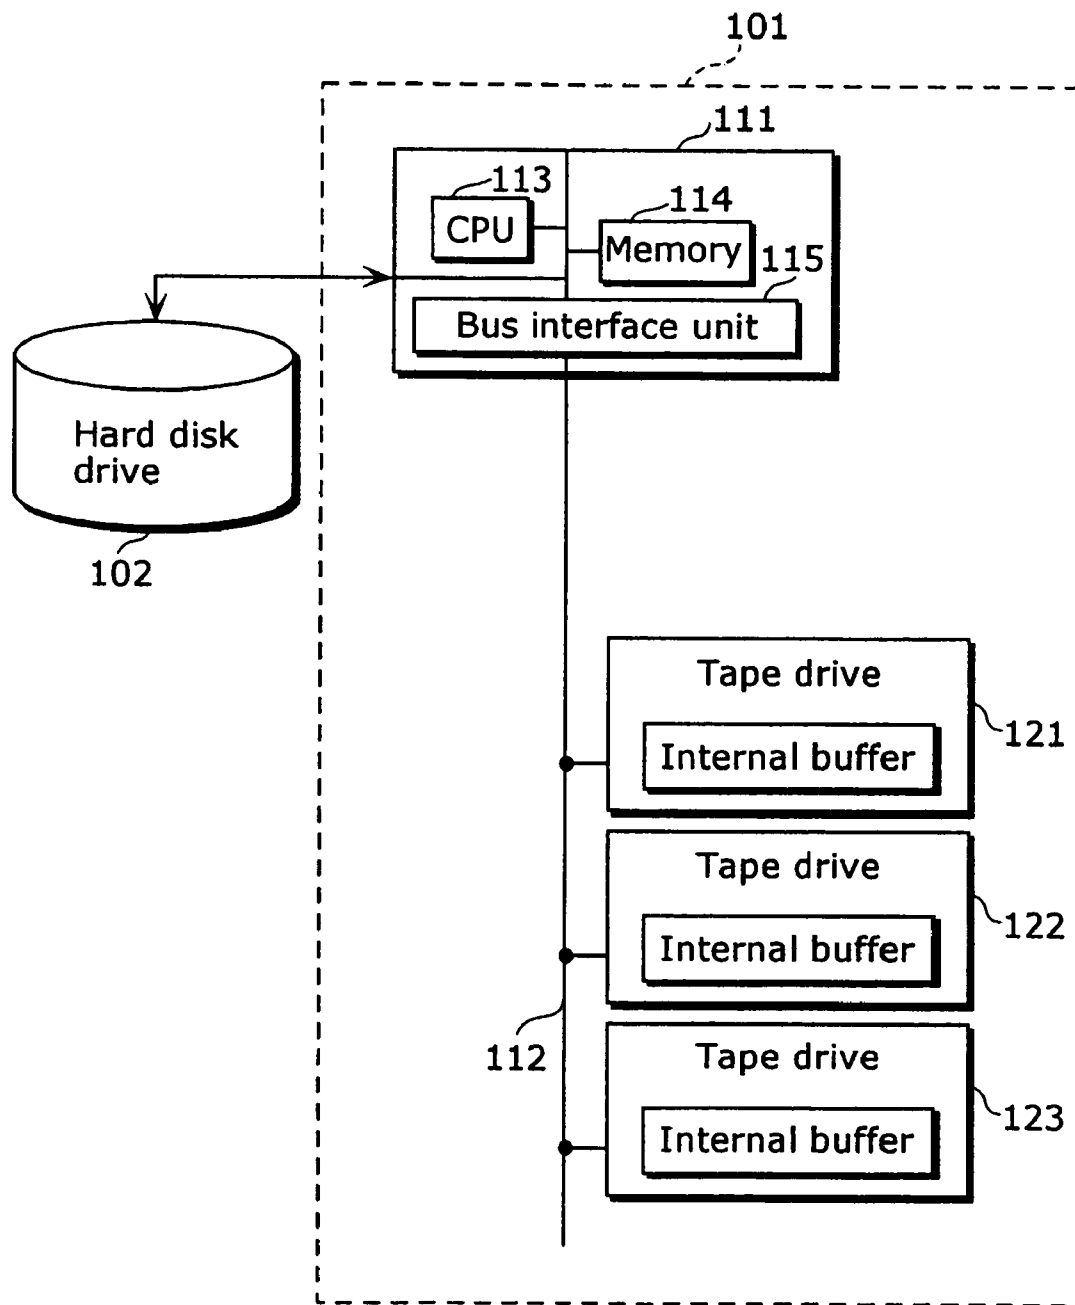 101
111
113
CPU
114
Memory
115
Bus interface unit
Hard disk
drive
102
Tape drive
Internal buffer
121
Tape drive
Internal buffer
122
112
Tape drive
Internal buffer
123